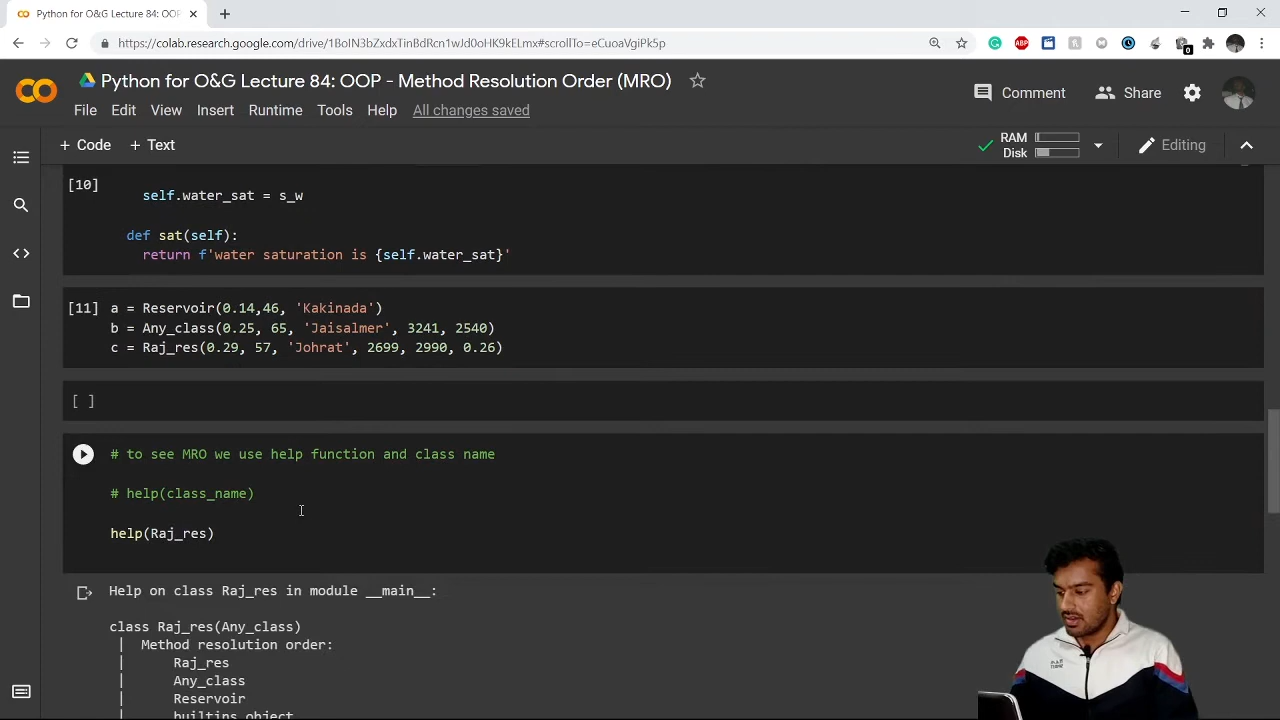 Python for O&G Lecture 84: OOP
https://colab.research.google.com/drive/
Python for O&G Lecture 84: OOP - Method Resolution Order (MRO)
Comment
Share
File Edit View Insert Runtime Tools Help All changes saved
+ Code + Text
RAM
Disk
Editing
[10]
self.water_sat = s_w
def sat(self):
return f'water saturation is {self.water_sat}'
[11] a = Reservoir(0.14,46, 'Kakinada')
b = Any_class(0.25, 65, 'Jaisalmer', 3241, 2540)
c = Raj_res(0.29, 57, 'Johrat', 2699, 2990, 0.26)
[ ]
# to see MRO we use help function and class name
# help(class_name)
help(Raj_res)
Help on class Raj_res in module __main__:
class Raj_res(Any_class)
| Method resolution order:
| Raj_res
| Any_class
| Reservoir
builtins.object